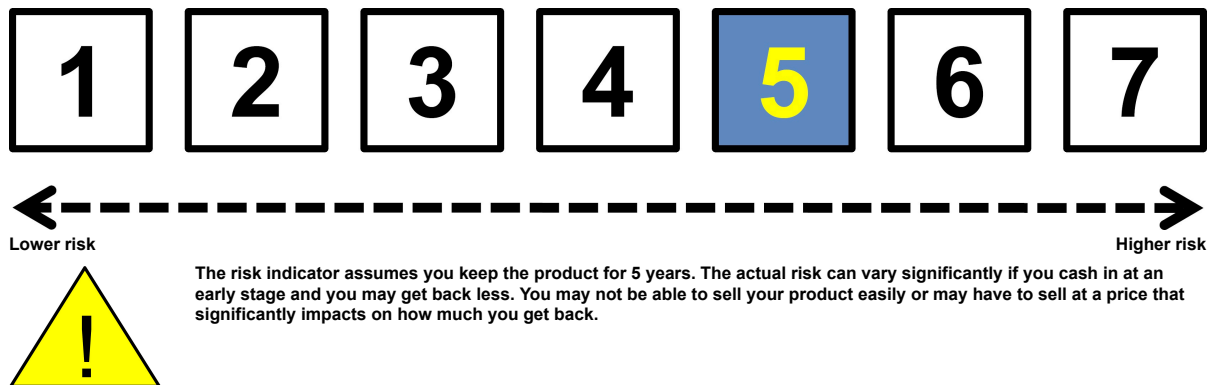 1 2 3 4 5 6 7
Lower risk Higher risk
The risk indicator assumes you keep the product for 5 years. The actual risk can vary significantly if you cash in at an
early stage and you may get back less. You may not be able to sell your product easily or may have to sell at a price that
significantly impacts on how much you get back.
!